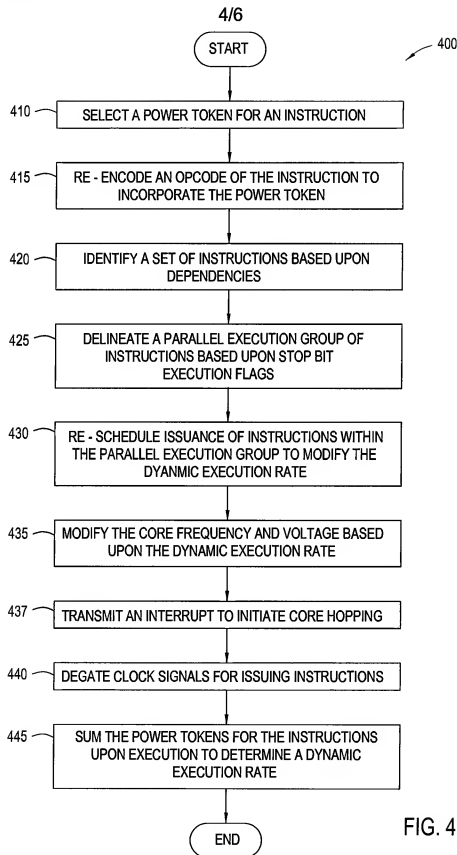 4/6
START
400
410
SELECT A POWER TOKEN FOR AN INSTRUCTION
415
RE - ENCODE AN OPCODE OF THE INSTRUCTION TO
INCORPORATE THE POWER TOKEN
420
IDENTIFY A SET OF INSTRUCTIONS BASED UPON
DEPENDENCIES
425
DELINEATE A PARALLEL EXECUTION GROUP OF
INSTRUCTIONS BASED UPON STOP BIT
EXECUTION FLAGS
430
RE - SCHEDULE ISSUANCE OF INSTRUCTIONS WITHIN
THE PARALLEL EXECUTION GROUP TO MODIFY THE
DYANMIC EXECUTION RATE
435
MODIFY THE CORE FREQUENCY AND VOLTAGE BASED
UPON THE DYNAMIC EXECUTION RATE
437
TRANSMIT AN INTERRUPT TO INITIATE CORE HOPPING
440
DEGATE CLOCK SIGNALS FOR ISSUING INSTRUCTIONS
445
SUM THE POWER TOKENS FOR THE INSTRUCTIONS
UPON EXECUTION TO DETERMINE A DYNAMIC
EXECUTION RATE
END
FIG. 4